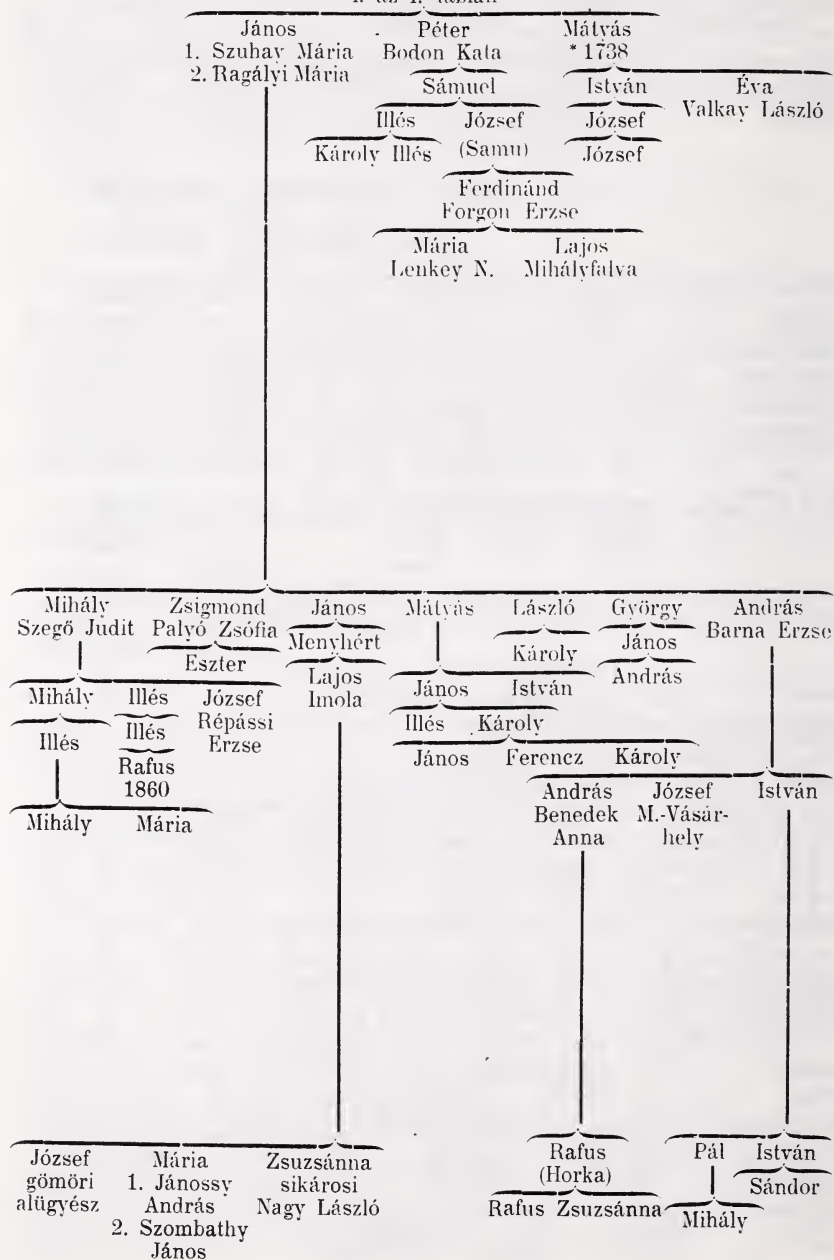 I. az I. táblán
János Péter Mátyás
1. Szuhay Mária Bodon Kata * 1738
2. Ragályi Mária
Sámuel István Éva
Valkay László
Illés József József
Károly Illés (Samu) József
Ferdinánd
Forgon Erzse
Mária Lajos
Lenkey N. Mihályfalva
Mihály Zsigmond János Mátyás László György András
Szegő Judit Palyó Zsófia Barna Erzse
Menyhért Károly János
Eszter
Lajos András
Imola
Mihály Illés József János István
Répássi
Erzse
Illés Illés Illés Károly
Rafus János Ferencz Károly
1860
András József István
Benedek M.-Vásár-
Anna hely
Mihály Mária
Rafus Pál István
(Horka) Sándor
Rafus Zsuzsánna Mihály
József Mária Zsuzsánna
gömöri 1. Jánossy sikárosi
alügyész András Nagy László
2. Szombathy
János